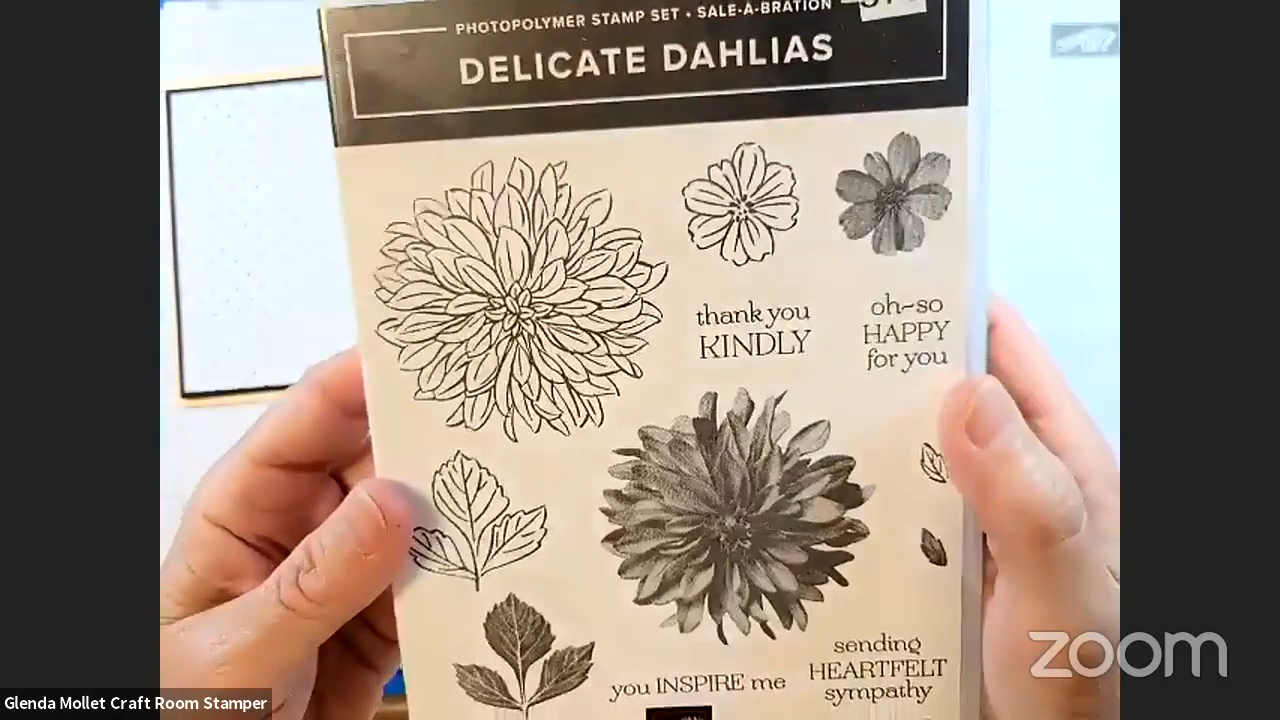 PHOTOPOLYMER STAMP SET • SALE-A-BRATION
DELICATE DAHLIAS
thank you
KINDLY
oh~so
HAPPY
for you
you INSPIRE me
sending
HEARTFELT
sympathy
zoom
Glenda Mollet Craft Room Stamper